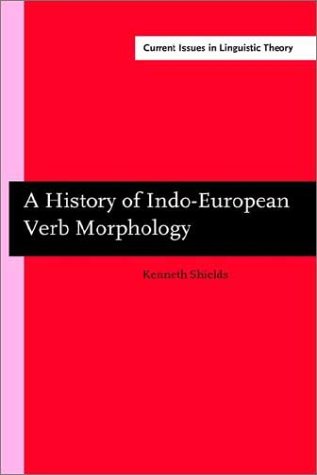 Current Issues in Linguistic Theory
A History of Indo-European
Verb Morphology
Kenneth Shields